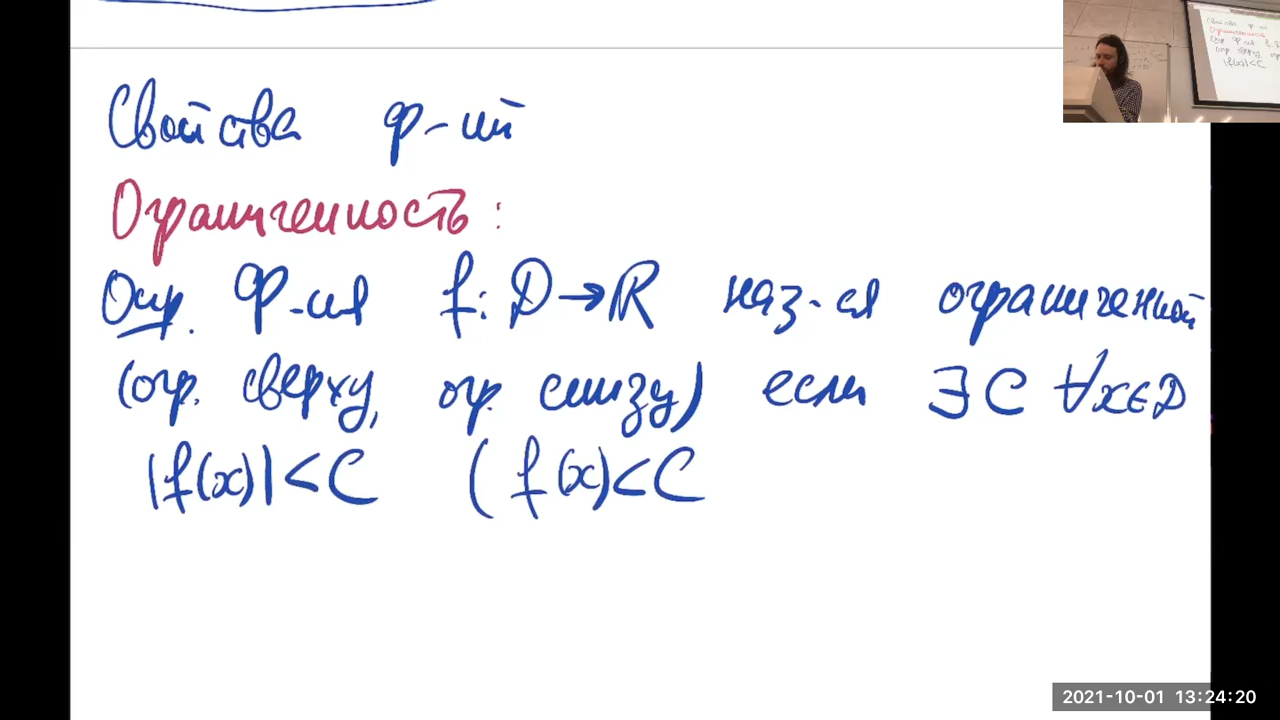 Свойства ф-ий
Ограниченность:
Опр. Ф-ия f: D→ℝ наз-ся ограниченной
(огр. сверху, огр. снизу) если ∃ C ∀x∈D
|f(x)|<C (f(x)<C
2021-10-01 13:24:20